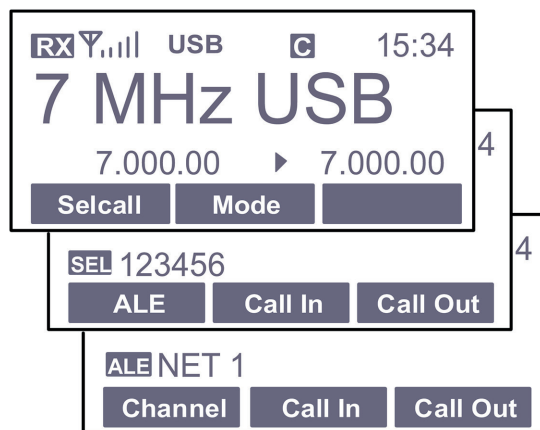 RX USB C 15:34
7 MHz USB
7.000.00 7.000.00
Selcall Mode
4
SEL 123456
ALE Call In Call Out
4
ALE NET 1
Channel Call In Call Out